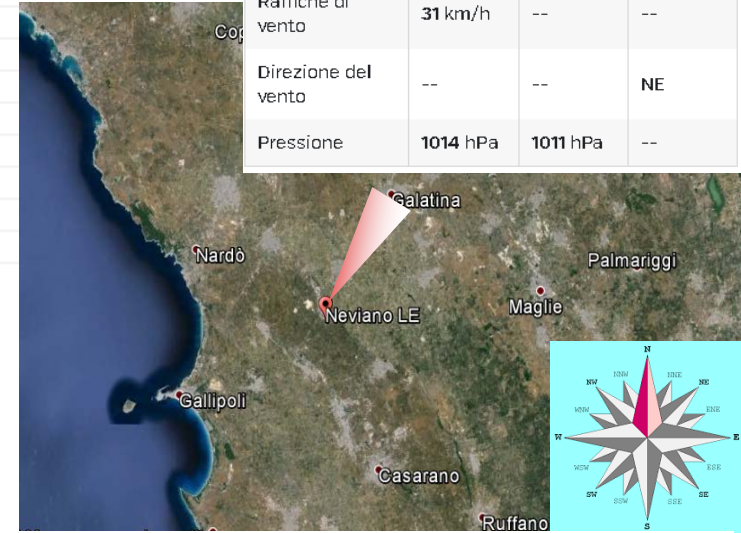 Raffiche di
vento
31 km/h
--
--
Direzione del
vento
--
--
NE
Pressione
1014 hPa
1011 hPa
--
Galatina
Nardò
Palmariggi
Neviano LE
Maglie
Gallipoli
Casarano
Ruffano
N
NNW
NNE
NW
NE
WNW
ENE
W
E
WSW
ESE
SW
SE
SSW
SSE
S